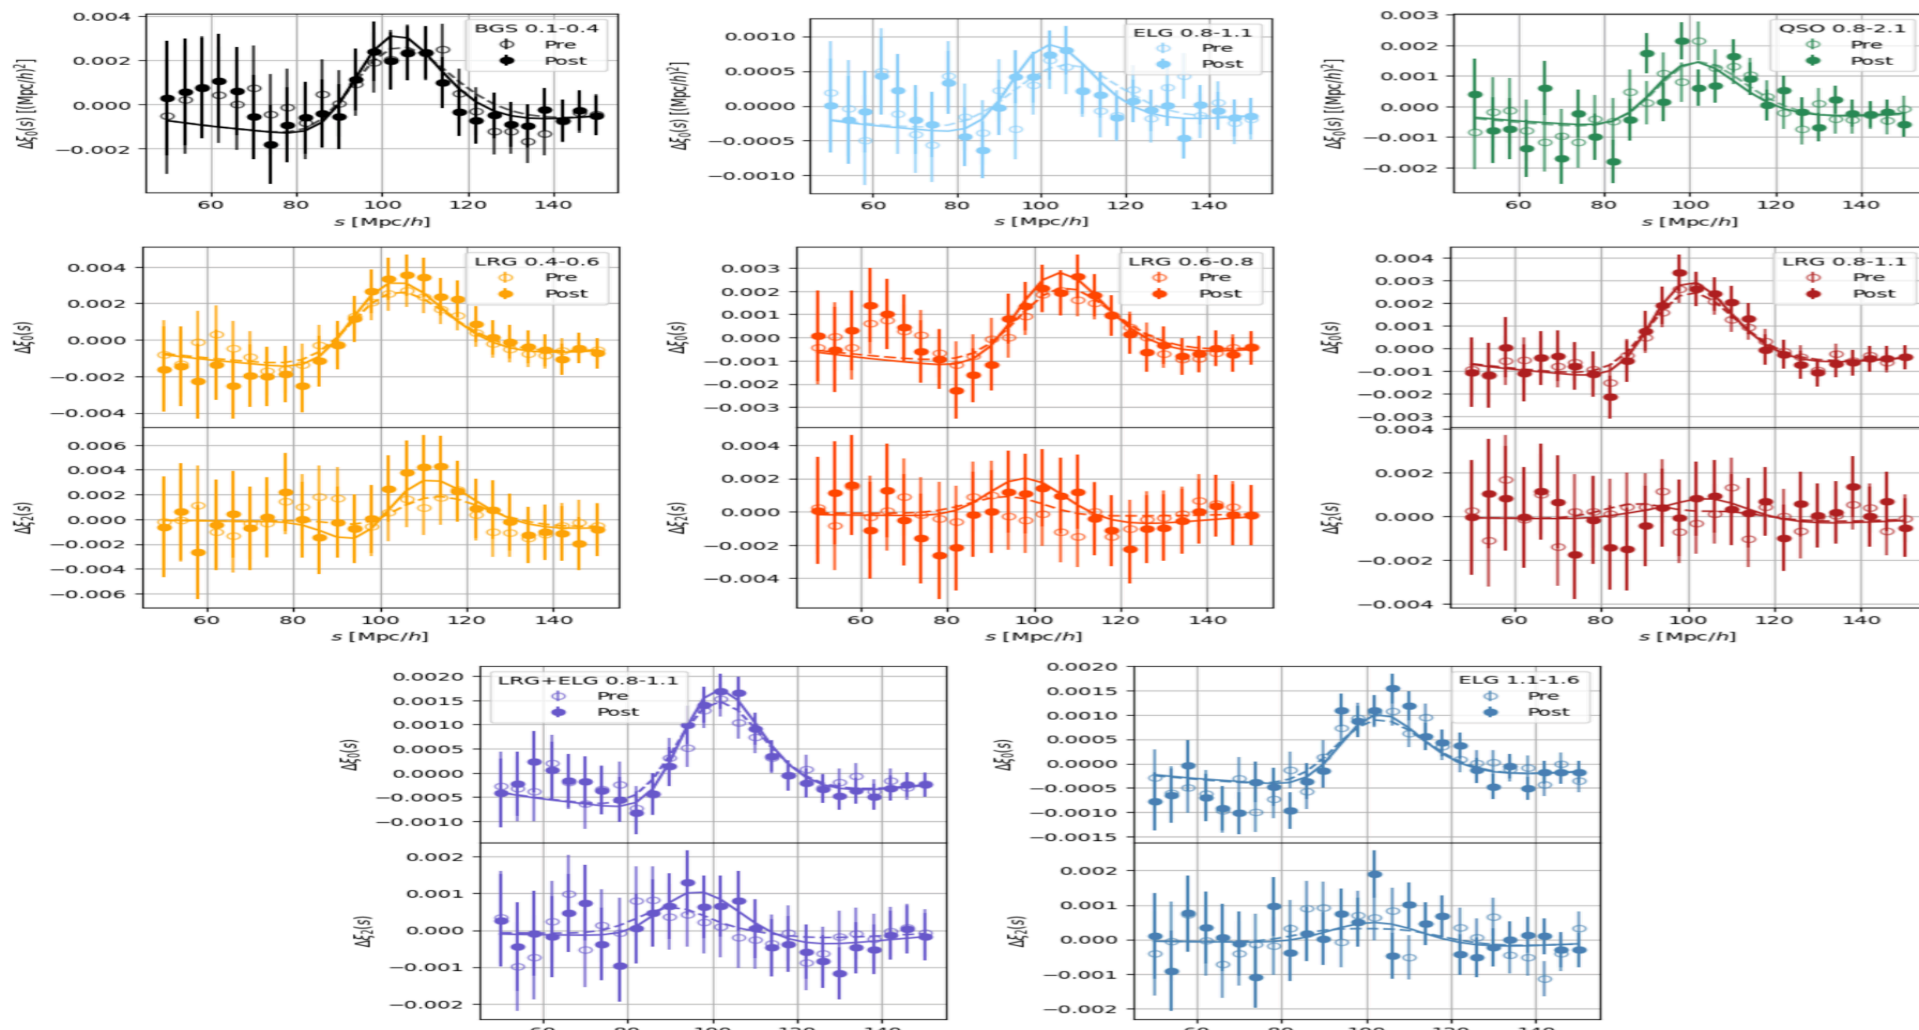 BGS 0.1-0.4
Pre
Post
0.004
0.002
0.000
−0.002
Δξ₀(s) [(Mpc/h)²]
60 80 100 120 140
s [Mpc/h]
ELG 0.8-1.1
Pre
Post
0.0010
0.0005
0.0000
−0.0005
−0.0010
Δξ₀(s) [(Mpc/h)²]
60 80 100 120 140
s [Mpc/h]
QSO 0.8-2.1
Pre
Post
0.003
0.002
0.001
0.000
−0.001
−0.002
Δξ₀(s) [(Mpc/h)²]
60 80 100 120 140
s [Mpc/h]
LRG 0.4-0.6
Pre
Post
0.004
0.002
0.000
−0.002
−0.004
Δξ₀(s)
0.006
0.004
0.002
0.000
−0.002
−0.004
−0.006
Δξ₂(s)
60 80 100 120 140
s [Mpc/h]
LRG 0.6-0.8
Pre
Post
0.003
0.002
0.001
0.000
−0.001
−0.002
−0.003
Δξ₀(s)
0.004
0.002
0.000
−0.002
−0.004
Δξ₂(s)
60 80 100 120 140
s [Mpc/h]
LRG 0.8-1.1
Pre
Post
0.004
0.003
0.002
0.001
0.000
−0.001
−0.002
−0.003
Δξ₀(s)
0.004
0.002
0.000
−0.002
−0.004
Δξ₂(s)
60 80 100 120 140
s [Mpc/h]
LRG+ELG 0.8-1.1
Pre
Post
0.0020
0.0015
0.0010
0.0005
0.0000
−0.0005
−0.0010
Δξ₀(s)
0.002
0.001
0.000
−0.001
−0.002
Δξ₂(s)
60 80 100 120 140
ELG 1.1-1.6
Pre
Post
0.0020
0.0015
0.0010
0.0005
0.0000
−0.0005
−0.0010
−0.0015
Δξ₀(s)
0.002
0.001
0.000
−0.001
−0.002
Δξ₂(s)
60 80 100 120 140